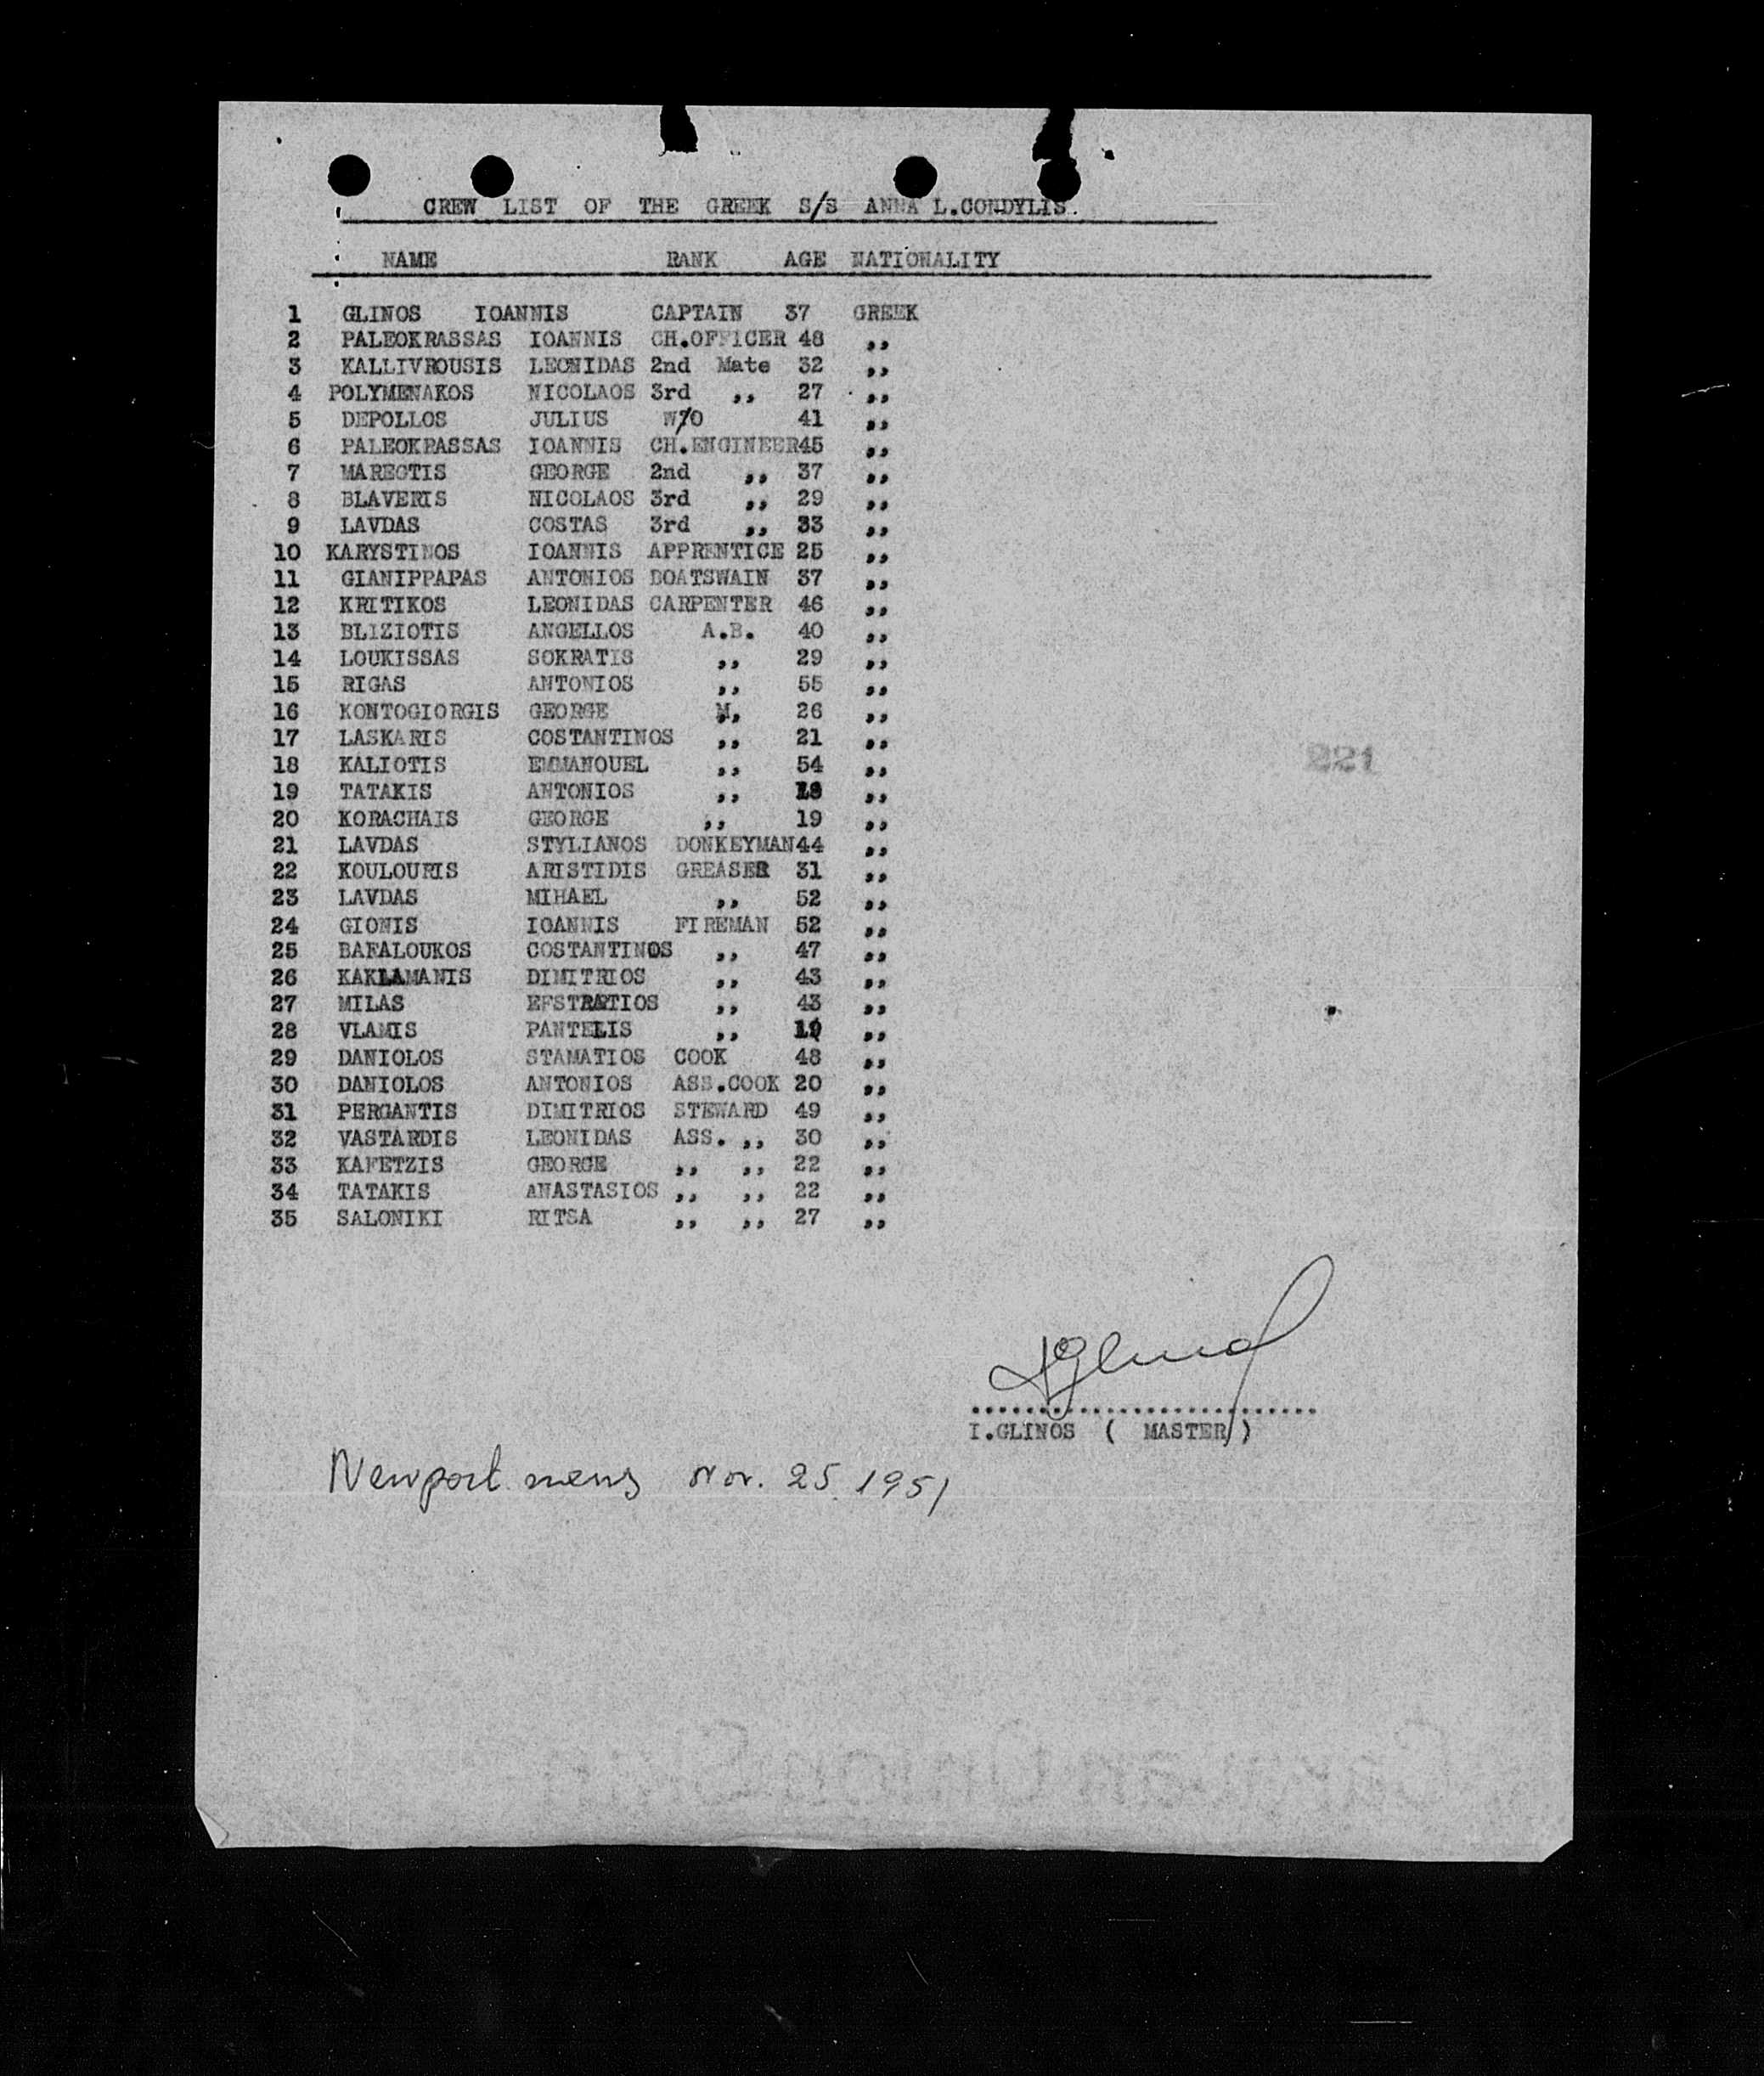 CREW LIST OF THE GREEK S/S ANNA L.CONDYLIS.
NAME RANK AGE NATIONALITY
1 GLINOS IOANNIS CAPTAIN 37 GREEK
2 PALEOKRASSAS IOANNIS CH.OFFICER 48 ,,
3 KALLIVROUSIS LEONIDAS 2nd Mate 32 ,,
4 POLYMENAKOS NICOLAOS 3rd ,, 27 ,,
5 DEPOLLOS JULIUS W/O 41 ,,
6 PALEOKRASSAS IOANNIS CH.ENGINEER45 ,,
7 MAREGTIS GEORGE 2nd ,, 37 ,,
8 BLAVERIS NICOLAOS 3rd ,, 29 ,,
9 LAVDAS COSTAS 3rd ,, 33 ,,
10 KARYSTINOS IOANNIS APPRENTICE 25 ,,
11 GIANIPPAPAS ANTONIOS BOATSWAIN 37 ,,
12 KRITIKOS LEONIDAS CARPENTER 46 ,,
13 BLIZIOTIS ANGELLOS A.B. 40 ,,
14 LOUKISSAS SOKRATIS ,, 29 ,,
15 RIGAS ANTONIOS ,, 55 ,,
16 KONTOGIORGIS GEORGE ,, 26 ,,
17 LASKARIS COSTANTINOS ,, 21 ,,
18 KALIOTIS EMMANOUEL ,, 54 ,,
19 TATAKIS ANTONIOS ,, 18 ,,
20 KORACHAIS GEORGE ,, 19 ,,
21 LAVDAS STYLIANOS DONKEYMAN44 ,,
22 KOULOURIS ARISTIDIS GREASER 31 ,,
23 LAVDAS MIHAEL ,, 52 ,,
24 GIONIS IOANNIS FIREMAN 52 ,,
25 BAFALOUKOS COSTANTINOS ,, 47 ,,
26 KAKLAMANIS DIMITRIOS ,, 43 ,,
27 MILAS EFSTRATIOS ,, 43 ,,
28 VLAMIS PANTELIS ,, ,,
29 DANIOLOS STAMATIOS COOK 48 ,,
30 DANIOLOS ANTONIOS ASS.COOK 20 ,,
31 PERGANTIS DIMITRIOS STEWARD 49 ,,
32 VASTARDIS LEONIDAS ASS. ,, 30 ,,
33 KAFETZIS GEORGE ,, ,, 22 ,,
34 TATAKIS ANASTASIOS ,, ,, 22 ,,
35 SALONIKI RITSA ,, ,, 27 ,,
221
I.GLINOS ( MASTER )
Newport news Nov. 25 1951